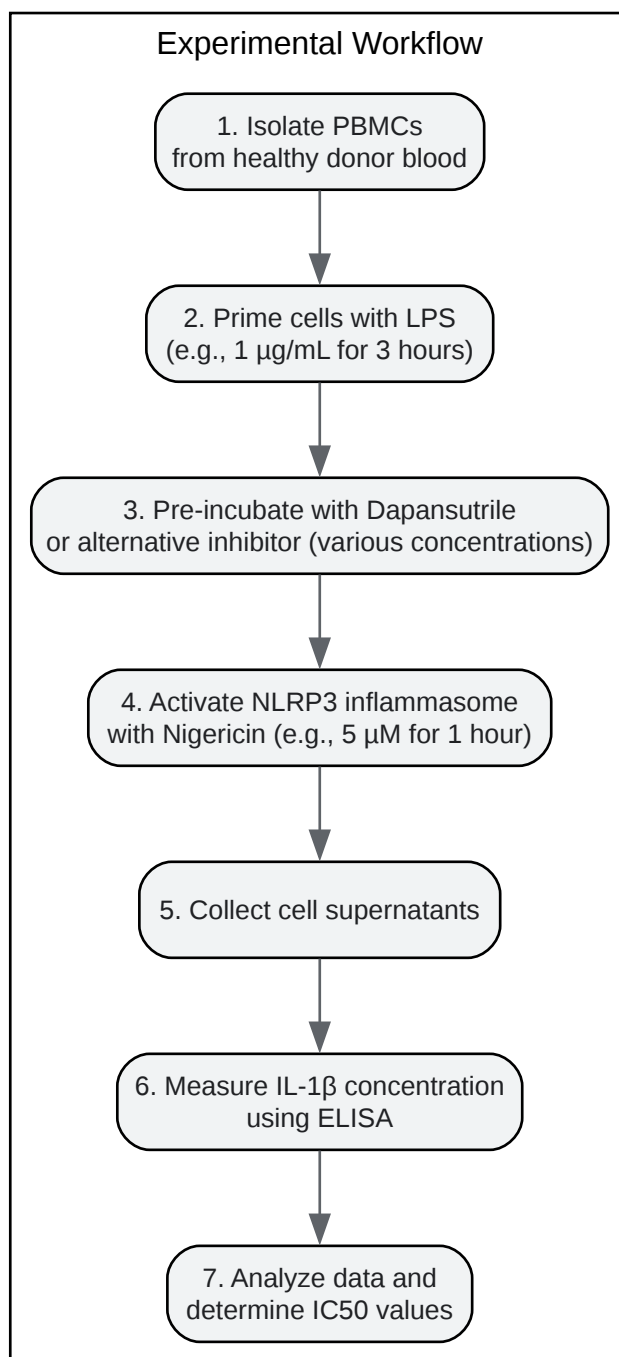 Experimental Workflow
1. Isolate PBMCs
from healthy donor blood
2. Prime cells with LPS
(e.g., 1 µg/mL for 3 hours)
3. Pre-incubate with Dapansutrile
or alternative inhibitor (various concentrations)
4. Activate NLRP3 inflammasome
with Nigericin (e.g., 5 µM for 1 hour)
5. Collect cell supernatants
6. Measure IL-1β concentration
using ELISA
7. Analyze data and
determine IC50 values